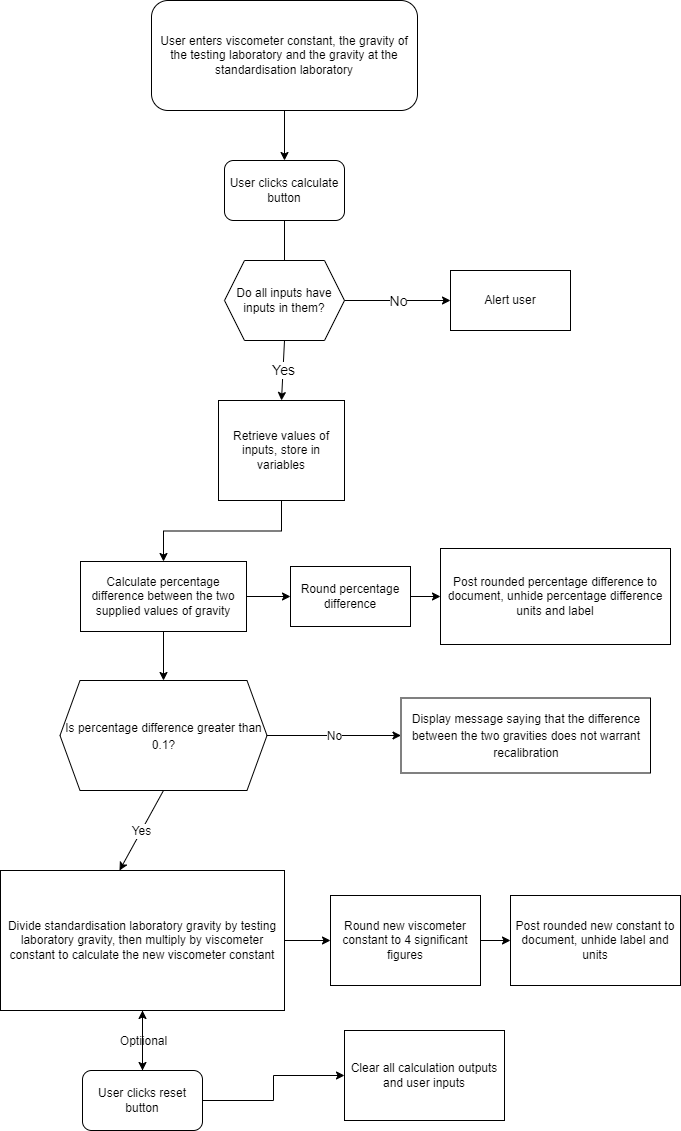 User enters viscometer constant, the gravity of
the testing laboratory and the gravity at the
standardisation laboratory
User clicks calculate
button
Do all inputs have
inputs in them?
No
Alert user
Yes
Retrieve values of
inputs, store in
variables
Calculate percentage
difference between the two
supplied values of gravity
Round percentage
difference
Post rounded percentage difference to
document, unhide percentage difference
units and label
Is percentage difference greater than
0.1?
No
Display message saying that the difference
between the two gravities does not warrant
recalibration
Yes
Divide standardisation laboratory gravity by testing
laboratory gravity, then multiply by viscometer
constant to calculate the new viscometer constant
Round new viscometer
constant to 4 significant
figures
Post rounded new constant to
document, unhide label and
units
Optiional
User clicks reset
button
Clear all calculation outputs
and user inputs